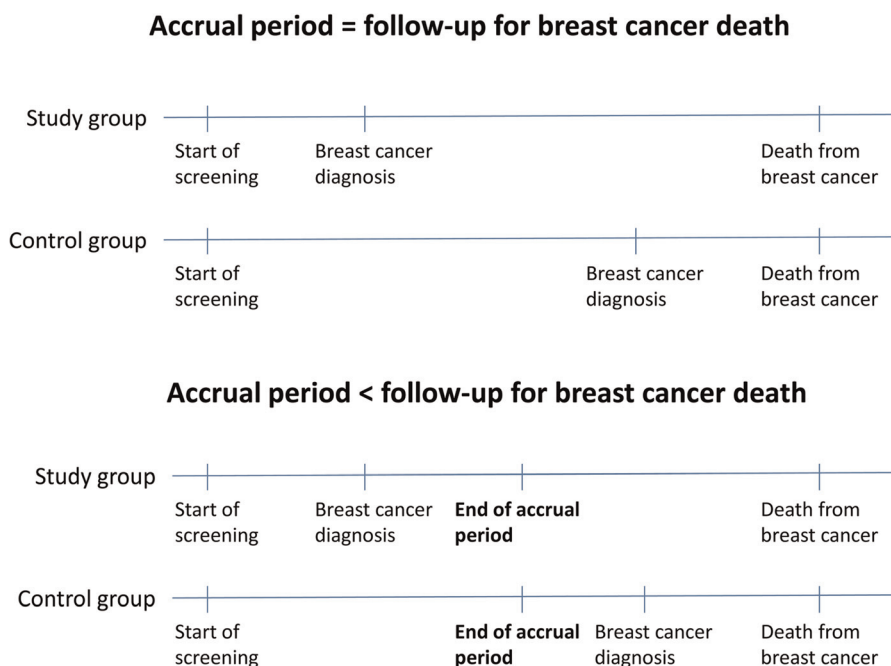 Accrual period = follow-up for breast cancer death
Study group
Start of screening
Breast cancer diagnosis
Death from breast cancer
Control group
Start of screening
Breast cancer diagnosis
Death from breast cancer
Accrual period < follow-up for breast cancer death
Study group
Start of screening
Breast cancer diagnosis
End of accrual period
Death from breast cancer
Control group
Start of screening
End of accrual period
Breast cancer diagnosis
Death from breast cancer